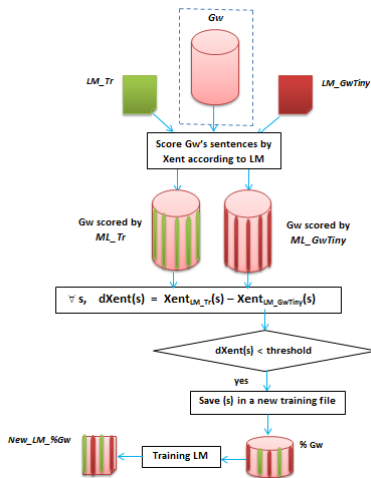 Gw
LM_Tr
LM_GwTiny
Score Gw's sentences by
Xent according to LM
Gw scored by
ML_Tr
Gw scored by
ML_GwTiny
∀ s, dXent(s) = Xent_LM_Tr(s) – Xent_LM_GwTiny(s)
dXent(s) < threshold
yes
Save (s) in a new training file
New_LM_%Gw
Training LM
% Gw